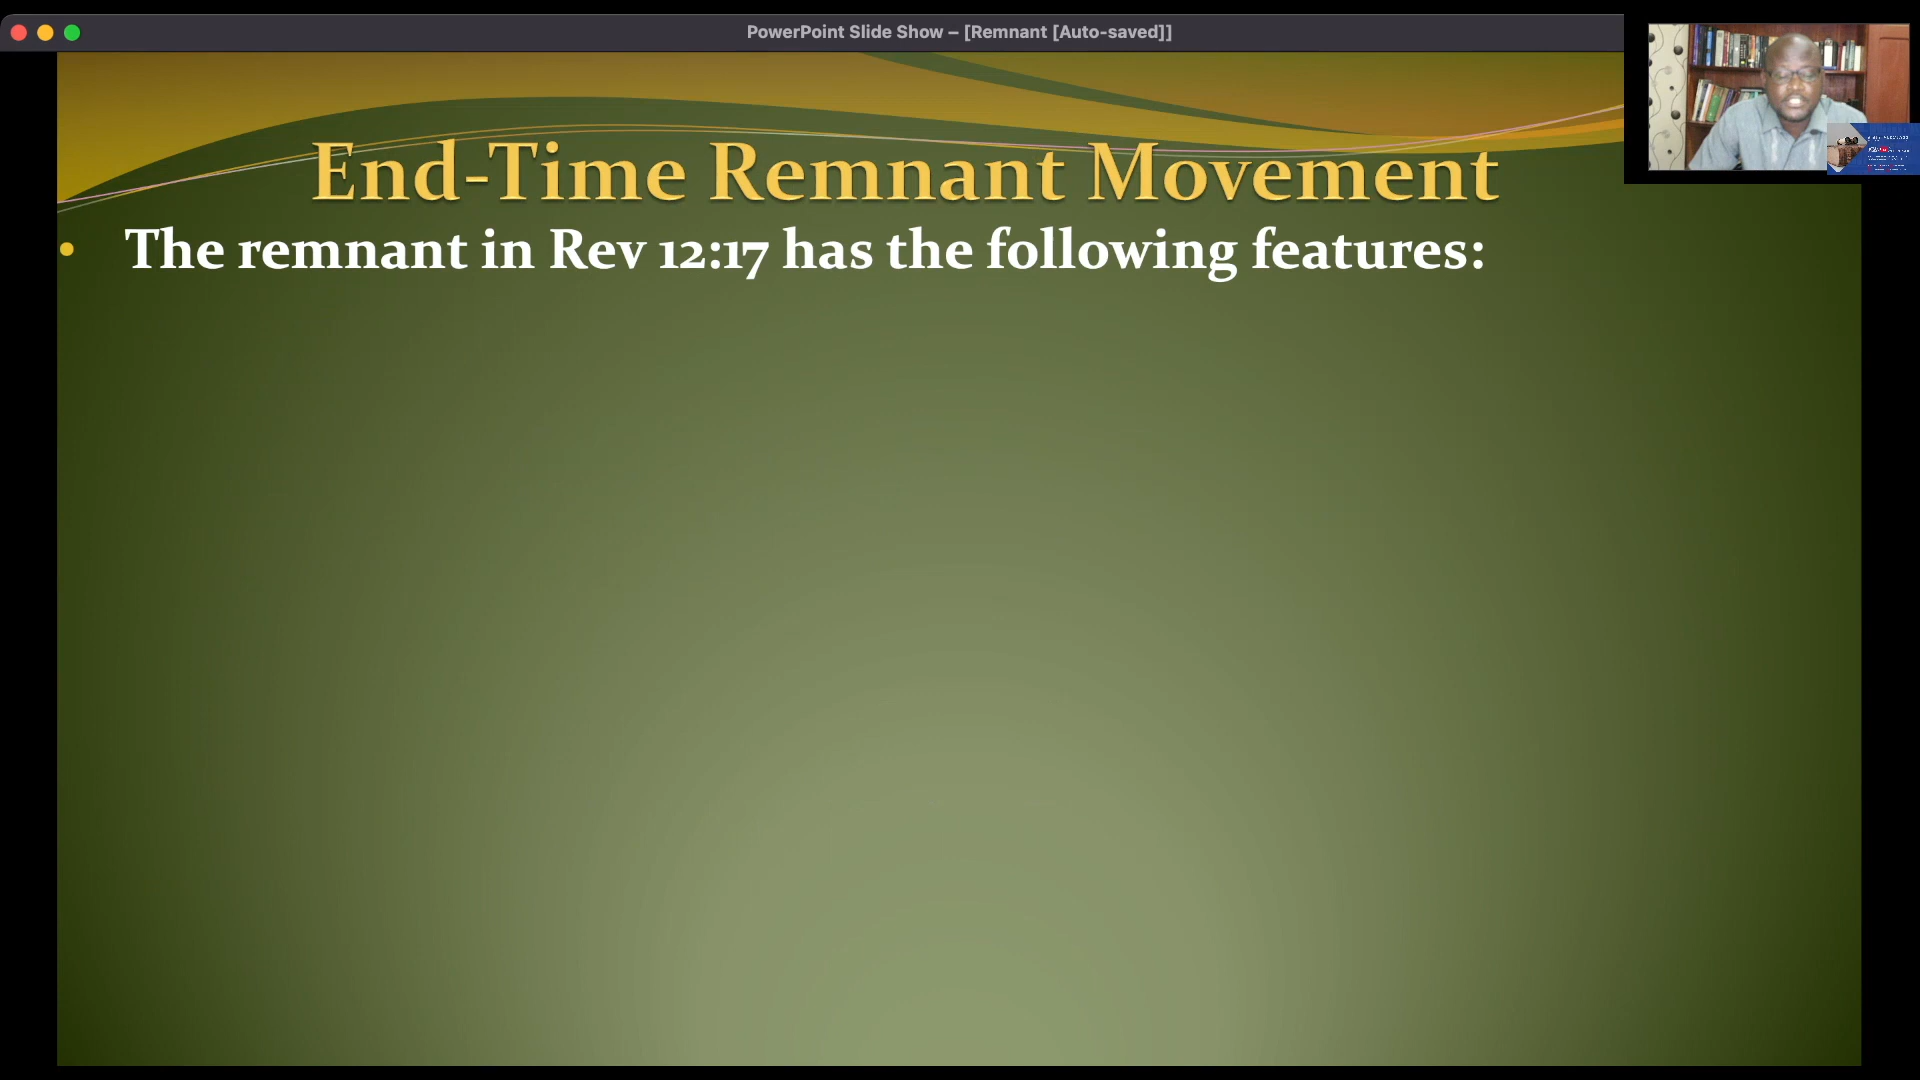 PowerPoint Slide Show – [Remnant [Auto-saved]]
End-Time Remnant Movement
• The remnant in Rev 12:17 has the following features: